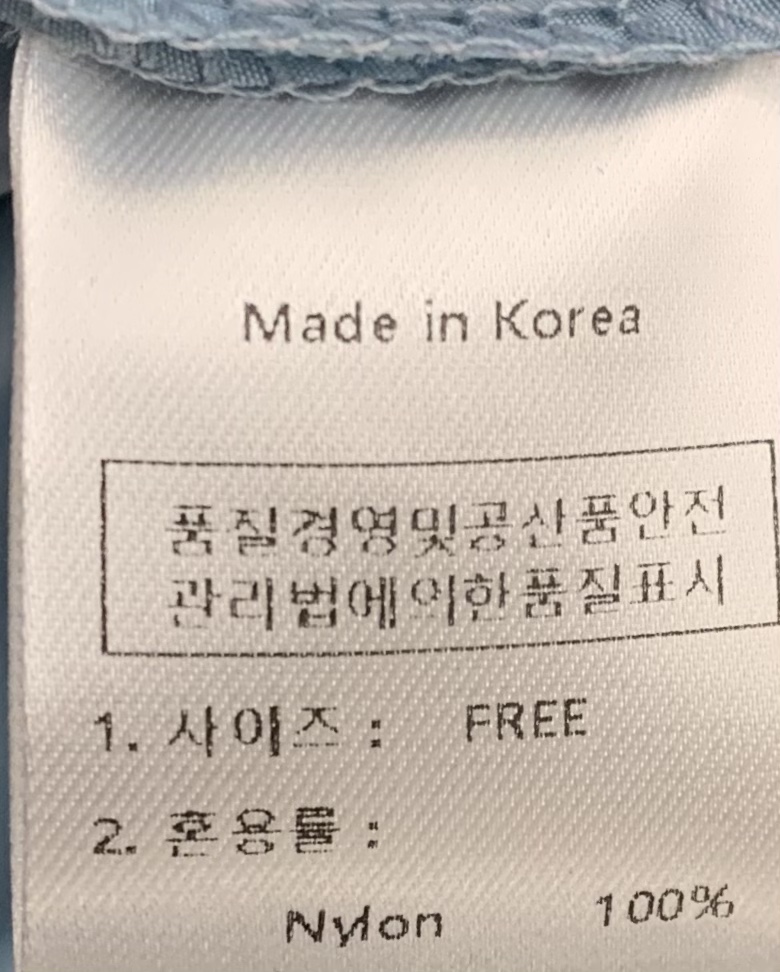 Made in Korea
품질경영및공산품안전
관리법에의한품질표시
1. 사이즈 : FREE
2. 혼용률 :
Nylon 100%